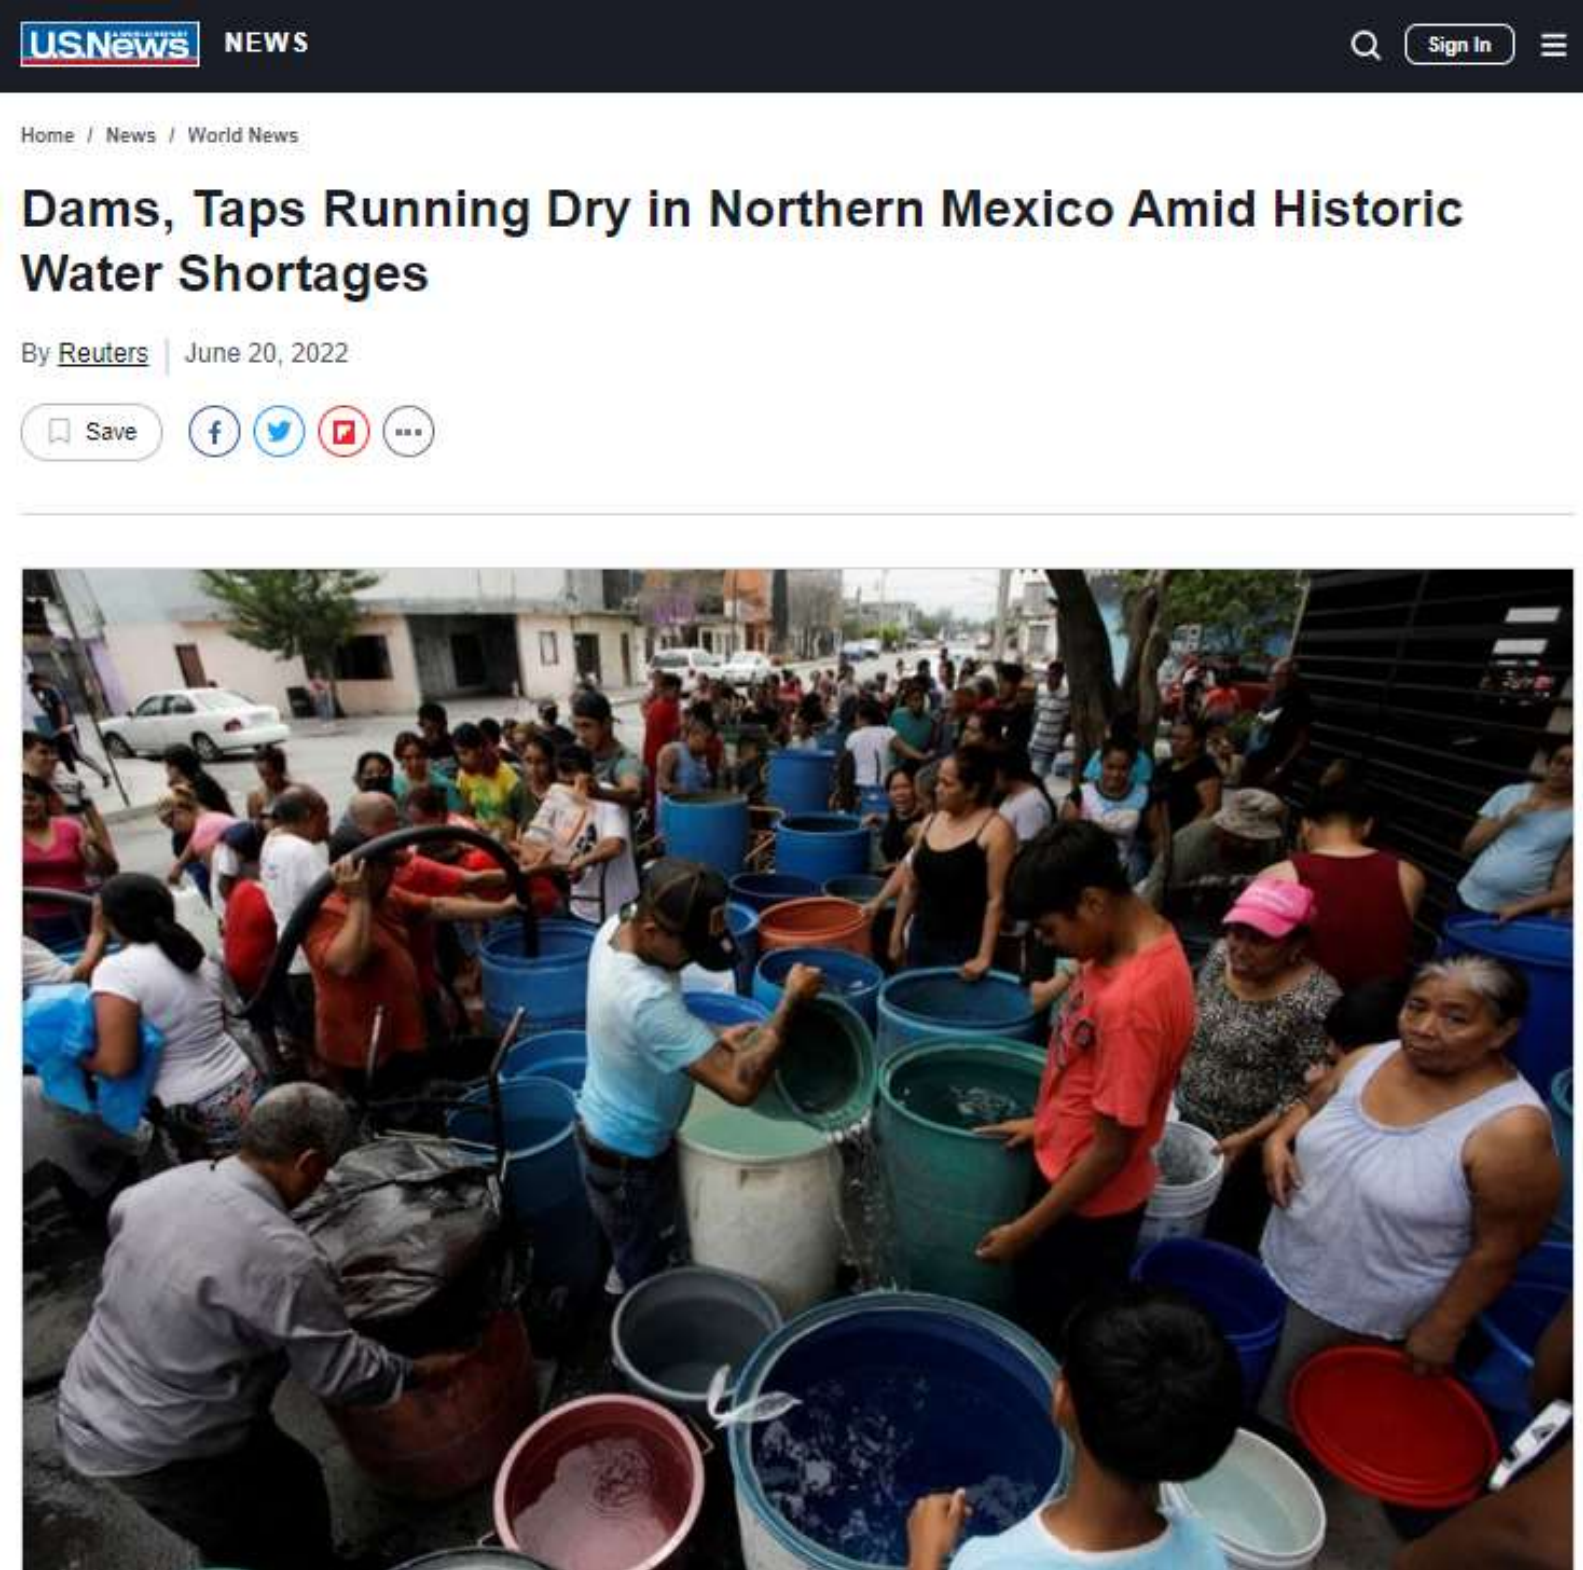 U.S.News NEWS
Sign In
Home / News / World News
Dams, Taps Running Dry in Northern Mexico Amid Historic
Water Shortages
By Reuters | June 20, 2022
Save